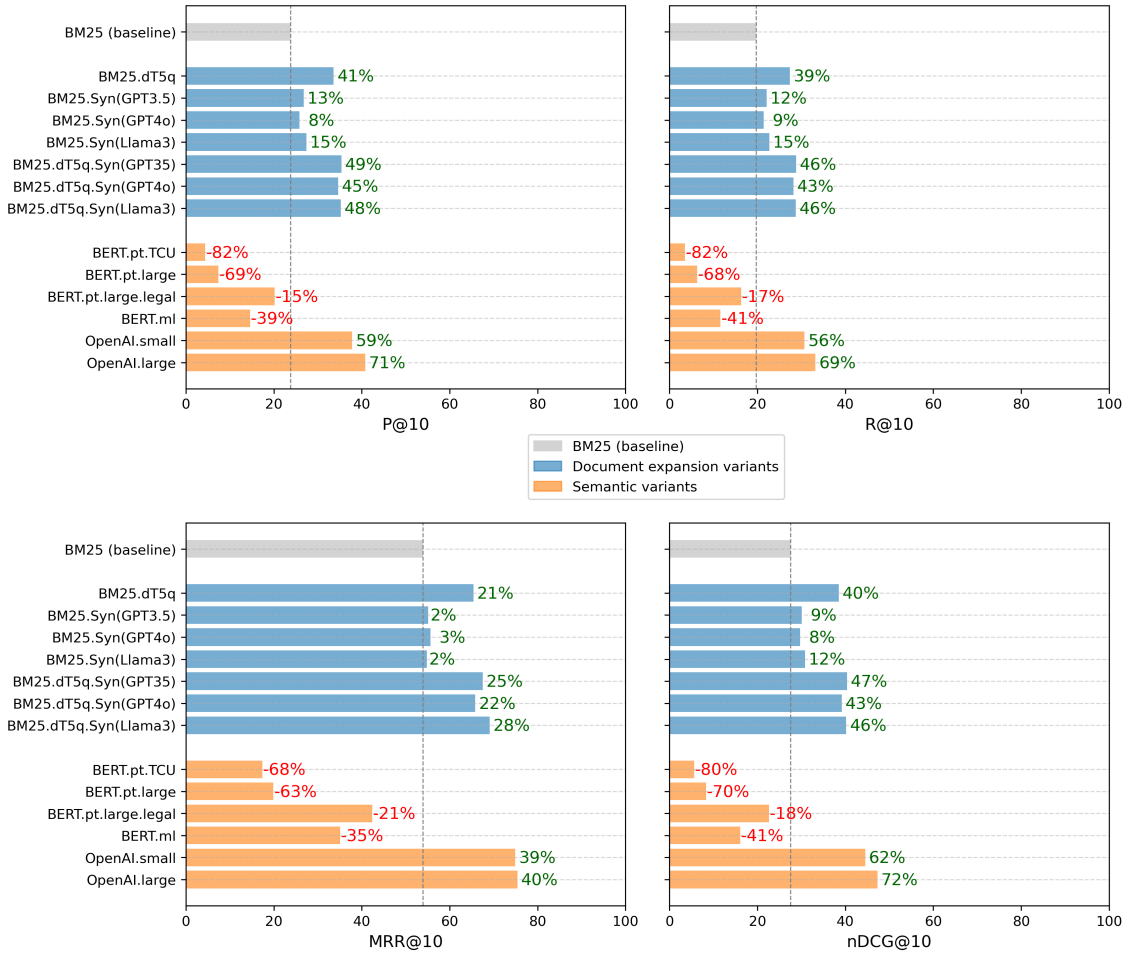 BM25 (baseline)
BM25.dT5q 41% 39%
BM25.Syn(GPT3.5) 13% 12%
BM25.Syn(GPT4o) 8% 9%
BM25.Syn(Llama3) 15% 15%
BM25.dT5q.Syn(GPT35) 49% 46%
BM25.dT5q.Syn(GPT4o) 45% 43%
BM25.dT5q.Syn(Llama3) 48% 46%
BERT.pt.TCU -82% -82%
BERT.pt.large -69% -68%
BERT.pt.large.legal -15% -17%
BERT.ml -39% -41%
OpenAI.small 59% 56%
OpenAI.large 71% 69%
0 20 40 60 80 100 0 20 40 60 80 100
P@10 R@10
BM25 (baseline)
Document expansion variants
Semantic variants
BM25 (baseline)
BM25.dT5q 21% 40%
BM25.Syn(GPT3.5) 2% 9%
BM25.Syn(GPT4o) 3% 8%
BM25.Syn(Llama3) 2% 12%
BM25.dT5q.Syn(GPT35) 25% 47%
BM25.dT5q.Syn(GPT4o) 22% 43%
BM25.dT5q.Syn(Llama3) 28% 46%
BERT.pt.TCU -68% -80%
BERT.pt.large -63% -70%
BERT.pt.large.legal -21% -18%
BERT.ml -35% -41%
OpenAI.small 39% 62%
OpenAI.large 40% 72%
0 20 40 60 80 100 0 20 40 60 80 100
MRR@10 nDCG@10